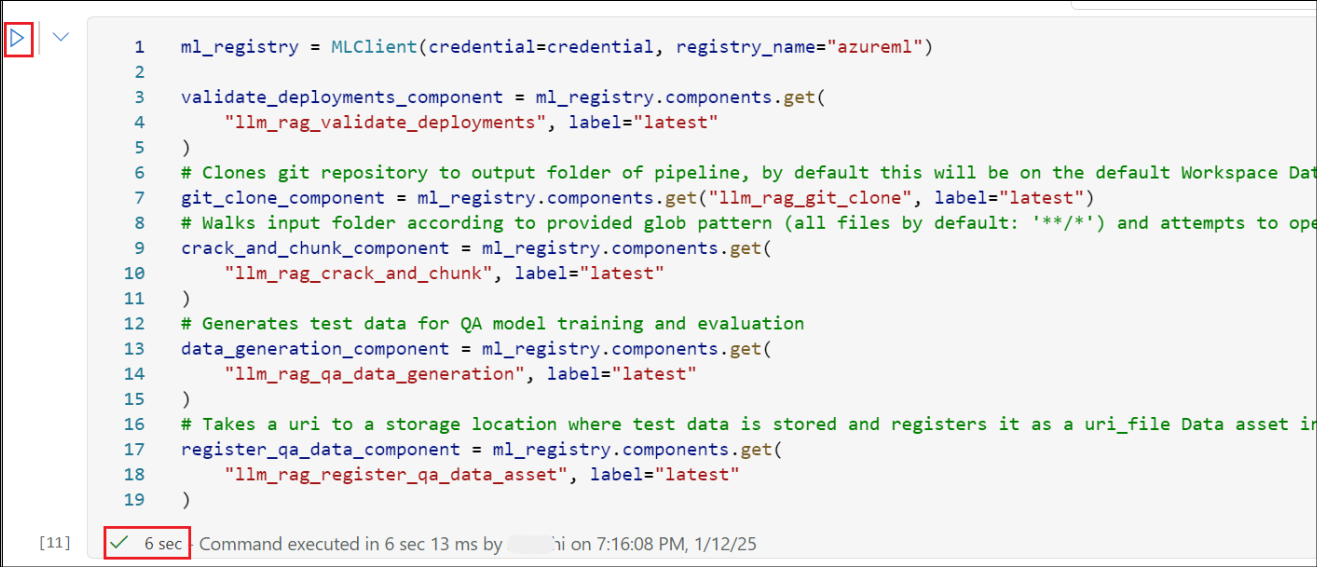 1 ml_registry = MLClient(credential=credential, registry_name="azureml")
2
3 validate_deployments_component = ml_registry.components.get(
4     "llm_rag_validate_deployments", label="latest"
5 )
6 # Clones git repository to output folder of pipeline, by default this will be on the default Workspace Dat
7 git_clone_component = ml_registry.components.get("llm_rag_git_clone", label="latest")
8 # Walks input folder according to provided glob pattern (all files by default: '**/*') and attempts to ope
9 crack_and_chunk_component = ml_registry.components.get(
10     "llm_rag_crack_and_chunk", label="latest"
11 )
12 # Generates test data for QA model training and evaluation
13 data_generation_component = ml_registry.components.get(
14     "llm_rag_qa_data_generation", label="latest"
15 )
16 # Takes a uri to a storage location where test data is stored and registers it as a uri_file Data asset in
17 register_qa_data_component = ml_registry.components.get(
18     "llm_rag_register_qa_data_asset", label="latest"
19 )
[11] ✓ 6 sec - Command executed in 6 sec 13 ms by hi on 7:16:08 PM, 1/12/25